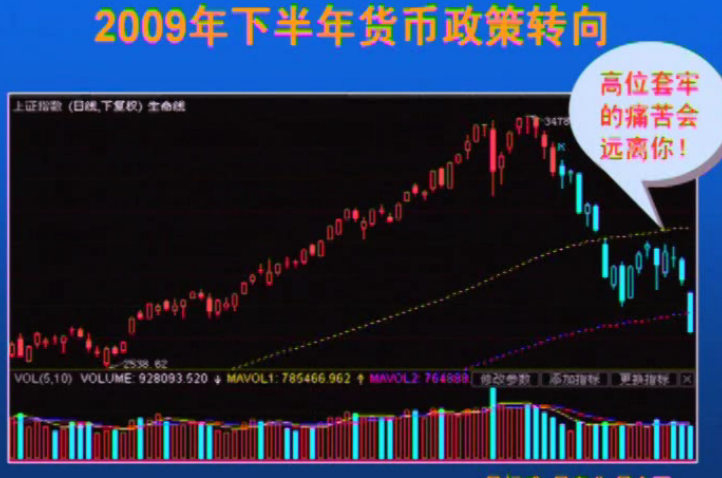 2009年下半年货币政策转向
高位套牢
的痛苦会
远离你！
上证指数 (日线,下复权) 生命线
3478
K
2538.62
VOL(5,10) VOLUME: 928093.520 ↓ MAVOL1: 785466.962 ↑ MAVOL2: 764888 修改参数 添加指标 更换指标 ×